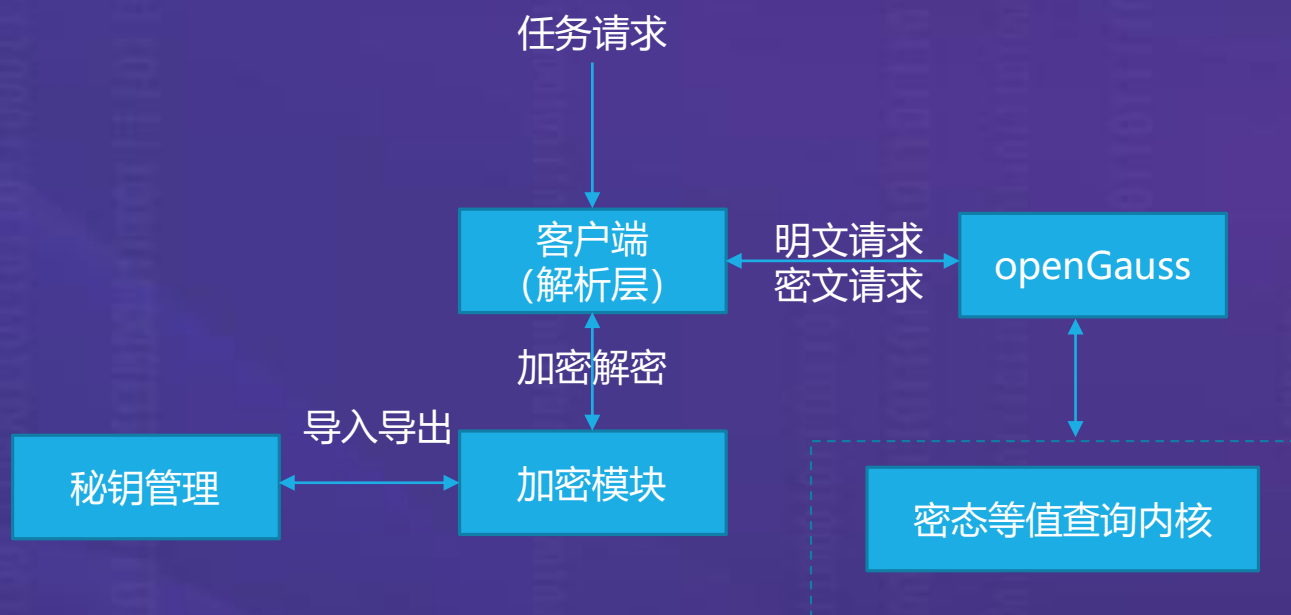 任务请求
客户端
（解析层）
明文请求
密文请求
openGauss
加密解密
导入导出
秘钥管理
加密模块
密态等值查询内核